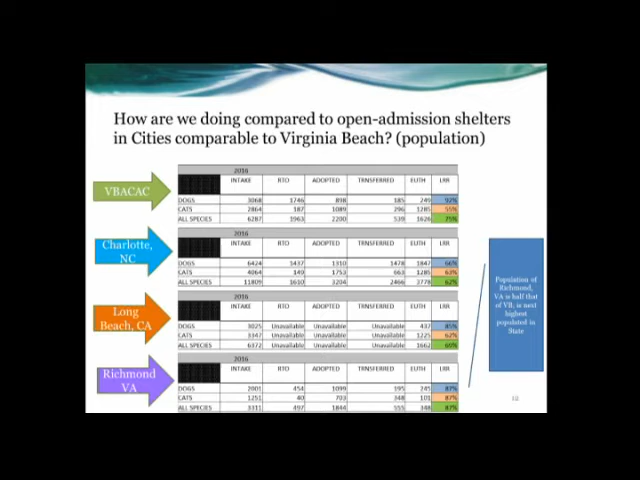 How are we doing compared to open-admission shelters
in Cities comparable to Virginia Beach? (population)
VBACAC
2016
INTAKE RTO ADOPTED TRNSFERRED EUTH LRR
DOGS 3068 1746 898 185 249 92%
CATS 2864 187 1089 296 1285 55%
ALL SPECIES 6287 1963 2200 539 1626 75%
Charlotte,
NC
2016
INTAKE RTO ADOPTED TRNSFERRED EUTH LRR
DOGS 6424 1437 1310 1478 1847 66%
CATS 4064 149 1753 663 1285 63%
ALL SPECIES 11809 1610 3204 2466 3778 62%
Long
Beach, CA
2016
INTAKE RTO ADOPTED TRNSFERRED EUTH LRR
DOGS 3025 Unavailable Unavailable Unavailable 437 85%
CATS 3347 Unavailable Unavailable Unavailable 1225 62%
ALL SPECIES 6372 Unavailable Unavailable Unavailable 1662
Richmond
VA
2016
INTAKE RTO ADOPTED TRNSFERRED EUTH LRR
DOGS 2001 454 1099 195 245 87%
CATS 1251 40 703 348 101 87%
ALL SPECIES 3311 497 1844 555 348 87%
Population of
Richmond,
VA is half that
of VB, is next
highest
populated in
State